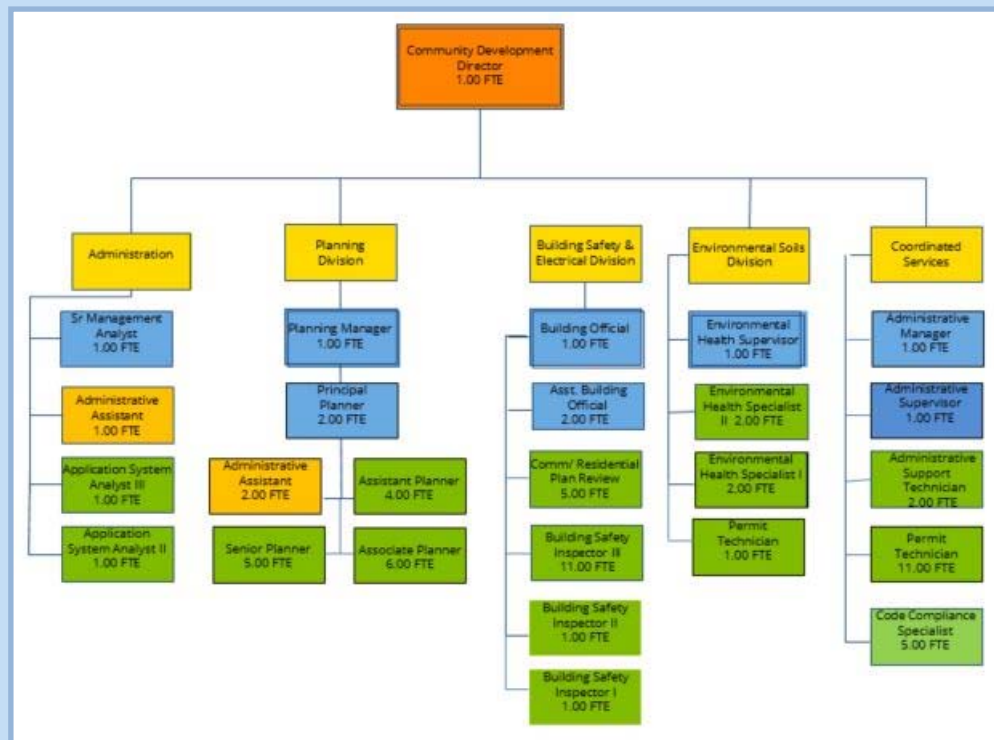 Community Development
Director
1.00 FTE
Administration
Sr Management
Analyst
1.00 FTE
Administrative
Assistant
1.00 FTE
Application System
Analyst III
1.00 FTE
Application
System Analyst II
1.00 FTE
Planning
Division
Planning Manager
1.00 FTE
Principal
Planner
2.00 FTE
Administrative
Assistant
2.00 FTE
Assistant Planner
4.00 FTE
Senior Planner
5.00 FTE
Associate Planner
6.00 FTE
Building Safety &
Electrical Division
Building Official
1.00 FTE
Asst. Building
Official
2.00 FTE
Comm/ Residential
Plan Review
5.00 FTE
Building Safety
Inspector III
11.00 FTE
Building Safety
Inspector II
1.00 FTE
Building Safety
Inspector I
1.00 FTE
Environmental Soils
Division
Environmental
Health Supervisor
1.00 FTE
Environmental
Health Specialist
II 2.00 FTE
Environmental
Health Specialist I
2.00 FTE
Permit Technician
1.00 FTE
Coordinated
Services
Administrative
Manager
1.00 FTE
Administrative
Supervisor
1.00 FTE
Administrative
Support
Technician
2.00 FTE
Permit
Technician
11.00 FTE
Code Compliance
Specialist
5.00 FTE